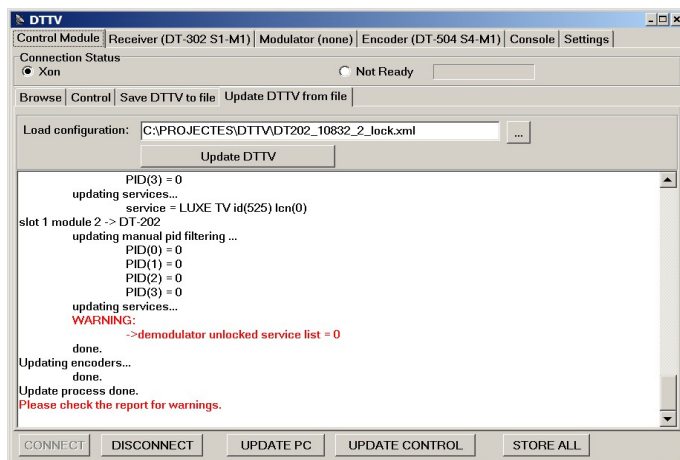 DTTV
Control Module Receiver (DT-302 S1-M1) Modulator (none) Encoder (DT-504 S4-M1) Console Settings
Connection Status
Xon Not Ready
Browse Control Save DTTV to file Update DTTV from file
Load configuration: C:\PROJECTES\DTTV\DT202_10832_2_lock.xml ...
Update DTTV
PID(3) = 0
updating services...
service = LUXE TV id(525) lcn(0)
slot 1 module 2 -> DT-202
updating manual pid filtering ...
PID(0) = 0
PID(1) = 0
PID(2) = 0
PID(3) = 0
updating services...
WARNING:
->demodulator unlocked service list = 0
done.
Updating encoders...
done.
Update process done.
Please check the report for warnings.
CONNECT DISCONNECT UPDATE PC UPDATE CONTROL STORE ALL